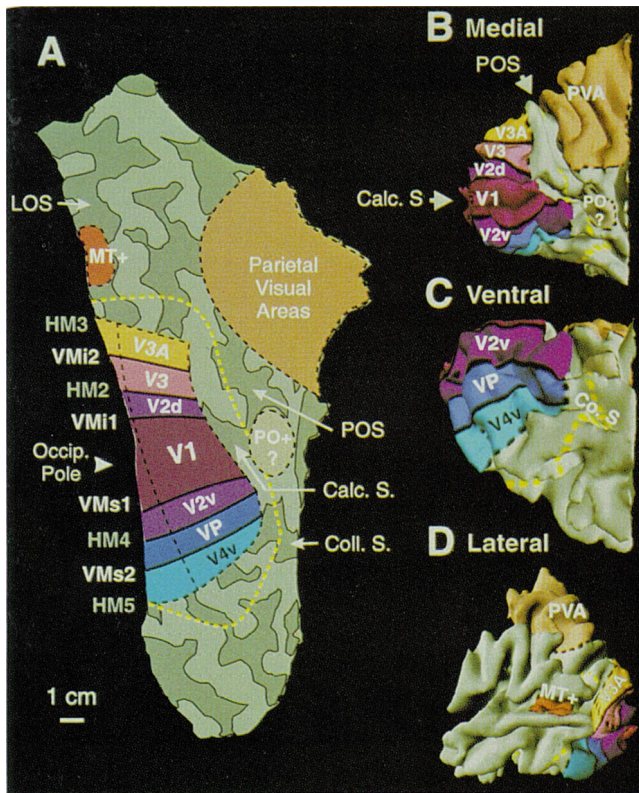 A
LOS
MT+
Parietal
Visual
Areas
HM3
VMi2
HM2
VMi1
Occip.
Pole
VMs1
HM4
VMs2
HM5
V3A
V3
V2d
V1
V2v
VP
V4v
PO+
?
POS
Calc. S.
Coll. S.
1 cm
B Medial
POS
PVA
V3A
V3
V2d
Calc. S
V1
PO+
?
V2v
C Ventral
V2v
VP
V4v
Co. S
D Lateral
PVA
MT+
V3A